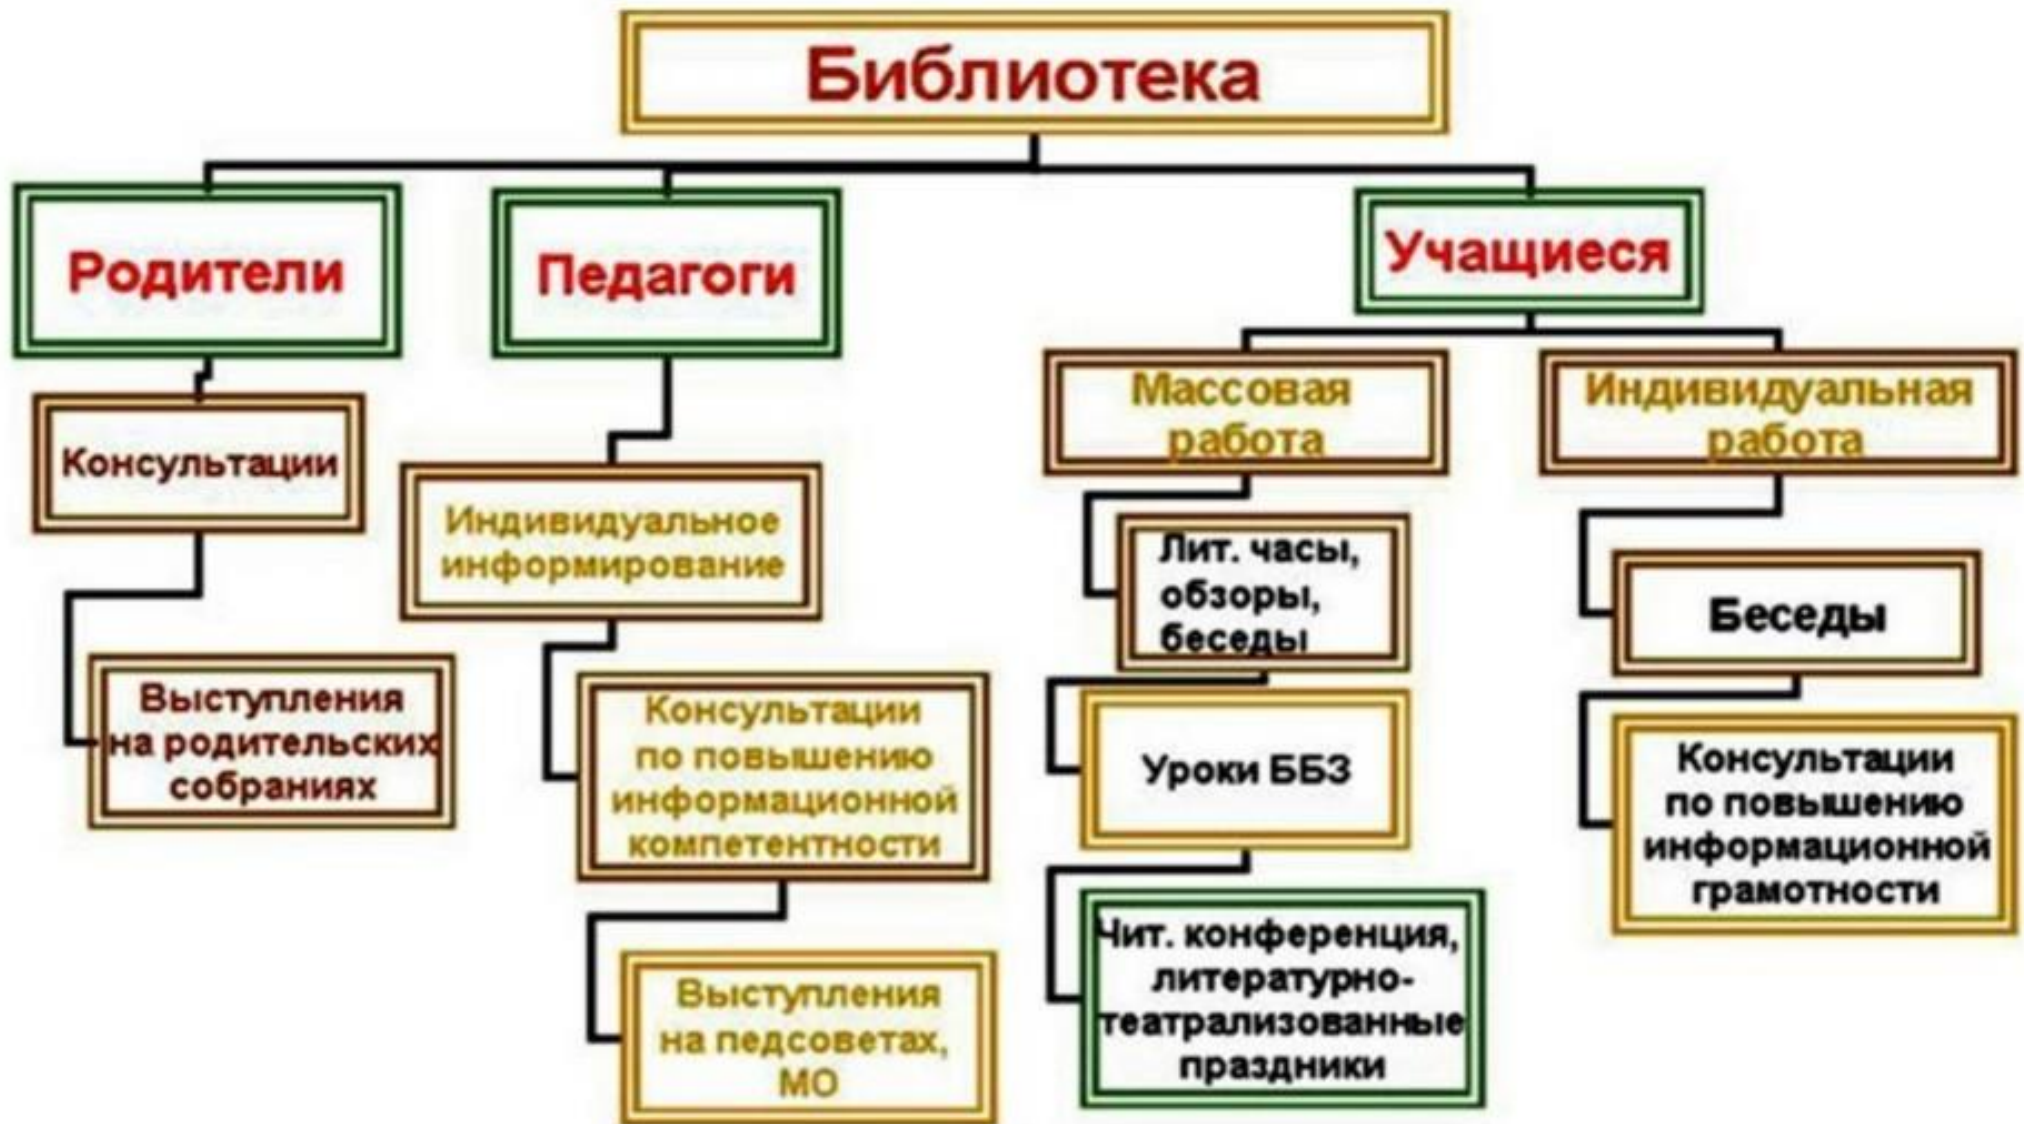 Библиотека
Родители
Педагоги
Учащиеся
Консультации
Выступления
на родительских
собраниях
Индивидуальное
информирование
Консультации
по повышению
информационной
компетентности
Выступления
на педсоветах,
МО
Массовая
работа
Лит. часы,
обзоры,
беседы
Уроки ББЗ
Чит. конференция,
литературно-
театрализованные
праздники
Индивидуальная
работа
Беседы
Консультации
по повышению
информационной
грамотности